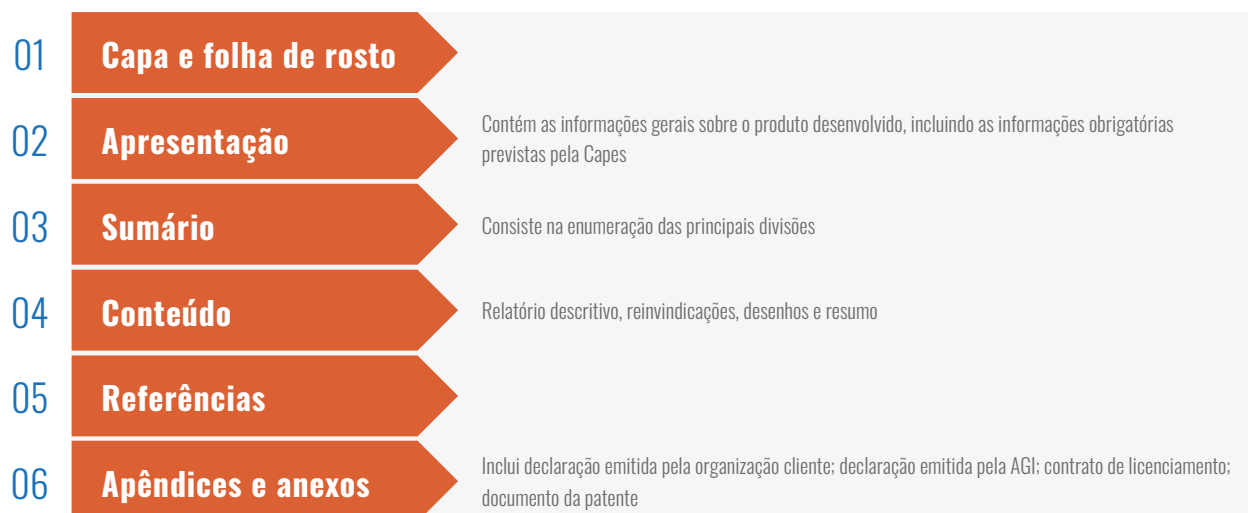 01 Capa e folha de rosto
02 Apresentação
Contém as informações gerais sobre o produto desenvolvido, incluindo as informações obrigatórias
previstas pela Capes
03 Sumário
Consiste na enumeração das principais divisões
04 Conteúdo
Relatório descritivo, reinvindicações, desenhos e resumo
05 Referências
06 Apêndices e anexos
Inclui declaração emitida pela organização cliente; declaração emitida pela AGI; contrato de licenciamento;
documento da patente